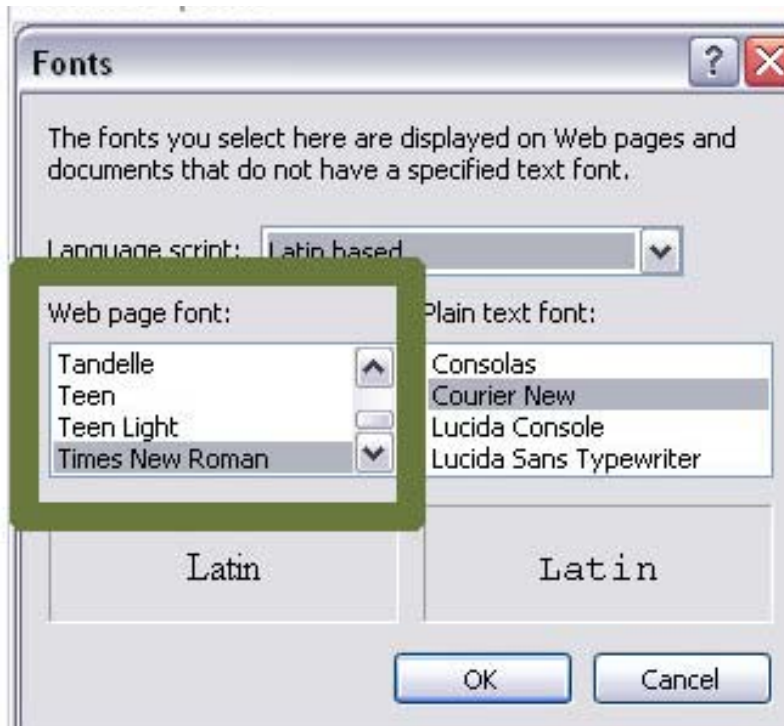 Fonts
The fonts you select here are displayed on Web pages and
documents that do not have a specified text font.
Language script: Latin based
Web page font:
Tandelle
Teen
Teen Light
Times New Roman
Plain text font:
Consolas
Courier New
Lucida Console
Lucida Sans Typewriter
Latin
Latin
OK
Cancel